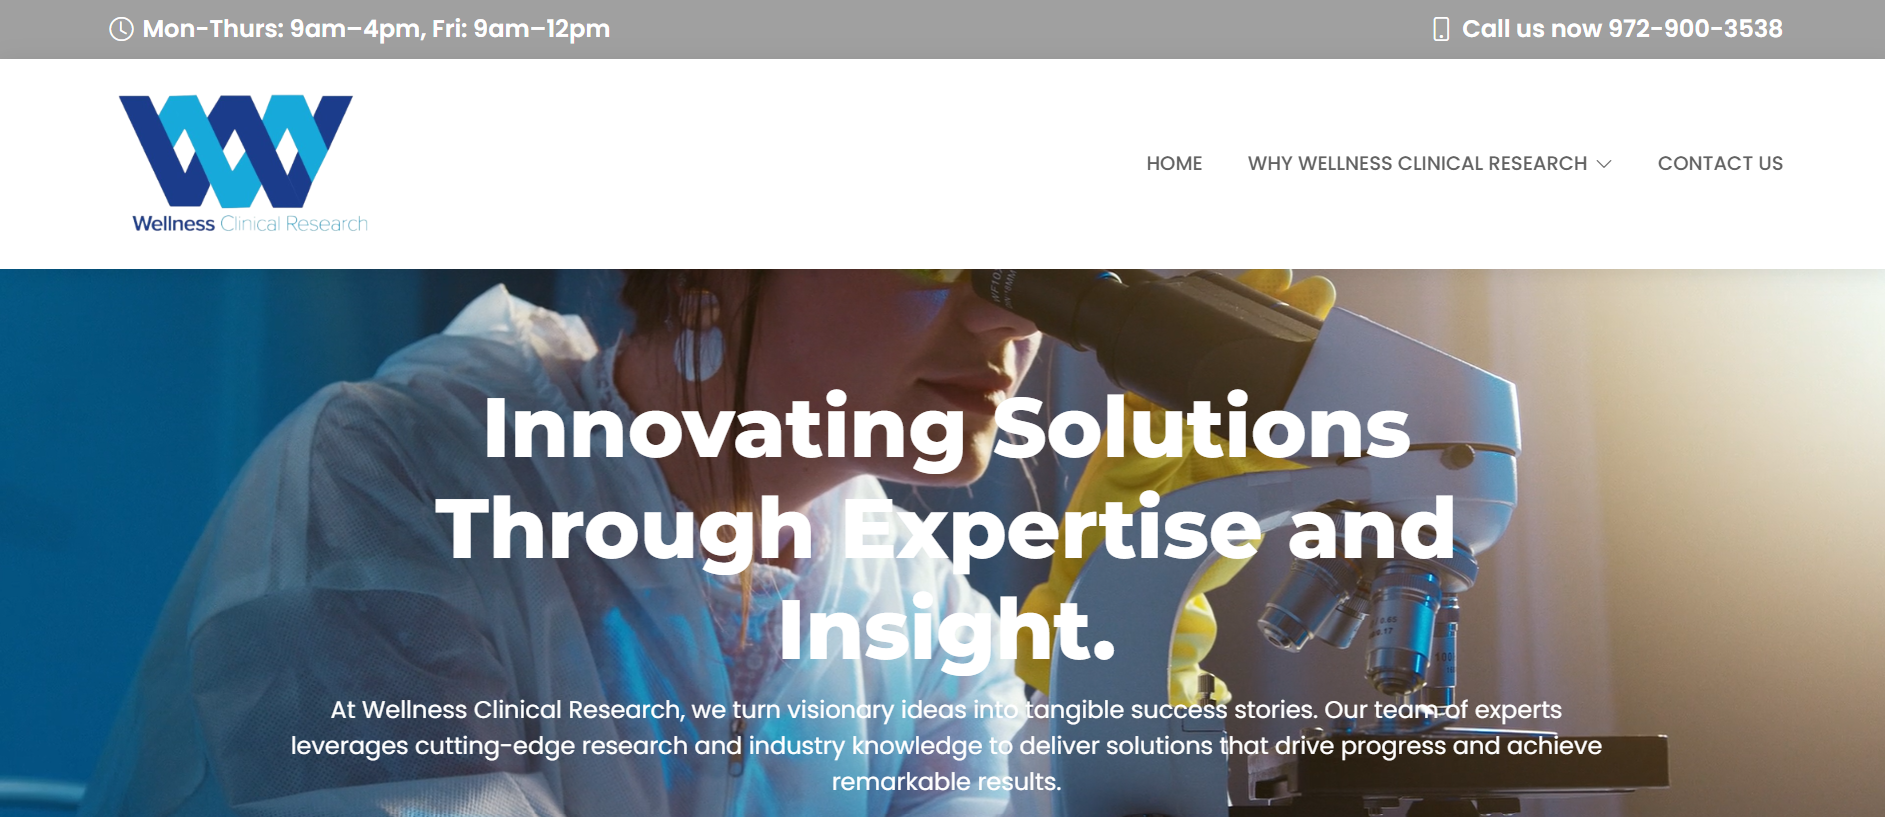 Mon-Thurs: 9am–4pm, Fri: 9am–12pm
Call us now 972-900-3538
Wellness Clinical Research
HOME
WHY WELLNESS CLINICAL RESEARCH
CONTACT US
Innovating Solutions
Through Expertise and
Insight.
At Wellness Clinical Research, we turn visionary ideas into tangible success stories. Our team of experts
leverages cutting-edge research and industry knowledge to deliver solutions that drive progress and achieve
remarkable results.